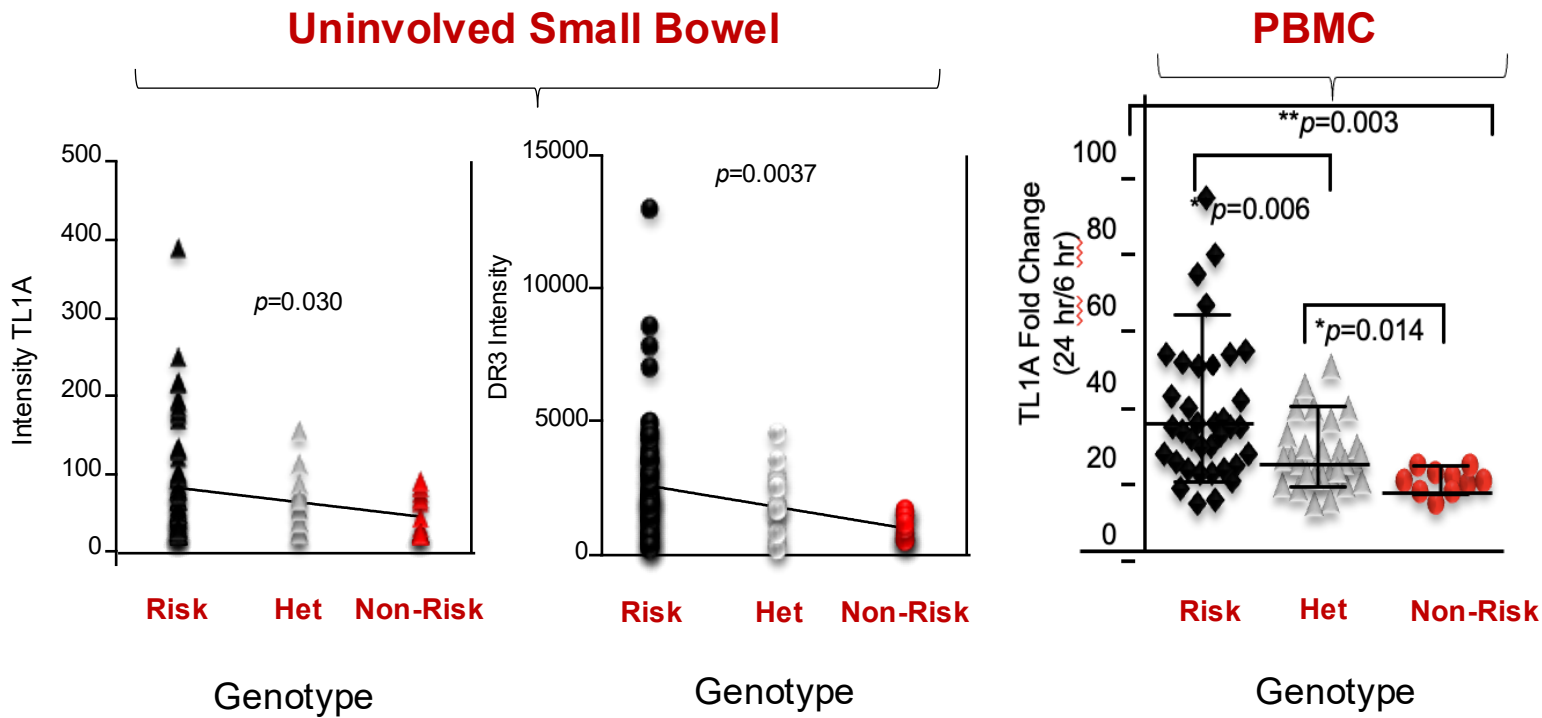 Uninvolved Small Bowel
PBMC
Intensity TL1A
500
400
300
200
100
0
p=0.030
Risk Het Non-Risk
Genotype
DR3 Intensity
15000
10000
5000
0
p=0.0037
Risk Het Non-Risk
Genotype
TL1A Fold Change
(24 hr/6 hr)
100
80
60
40
20
0
**p=0.003
* p=0.006
*p=0.014
Risk Het Non-Risk
Genotype